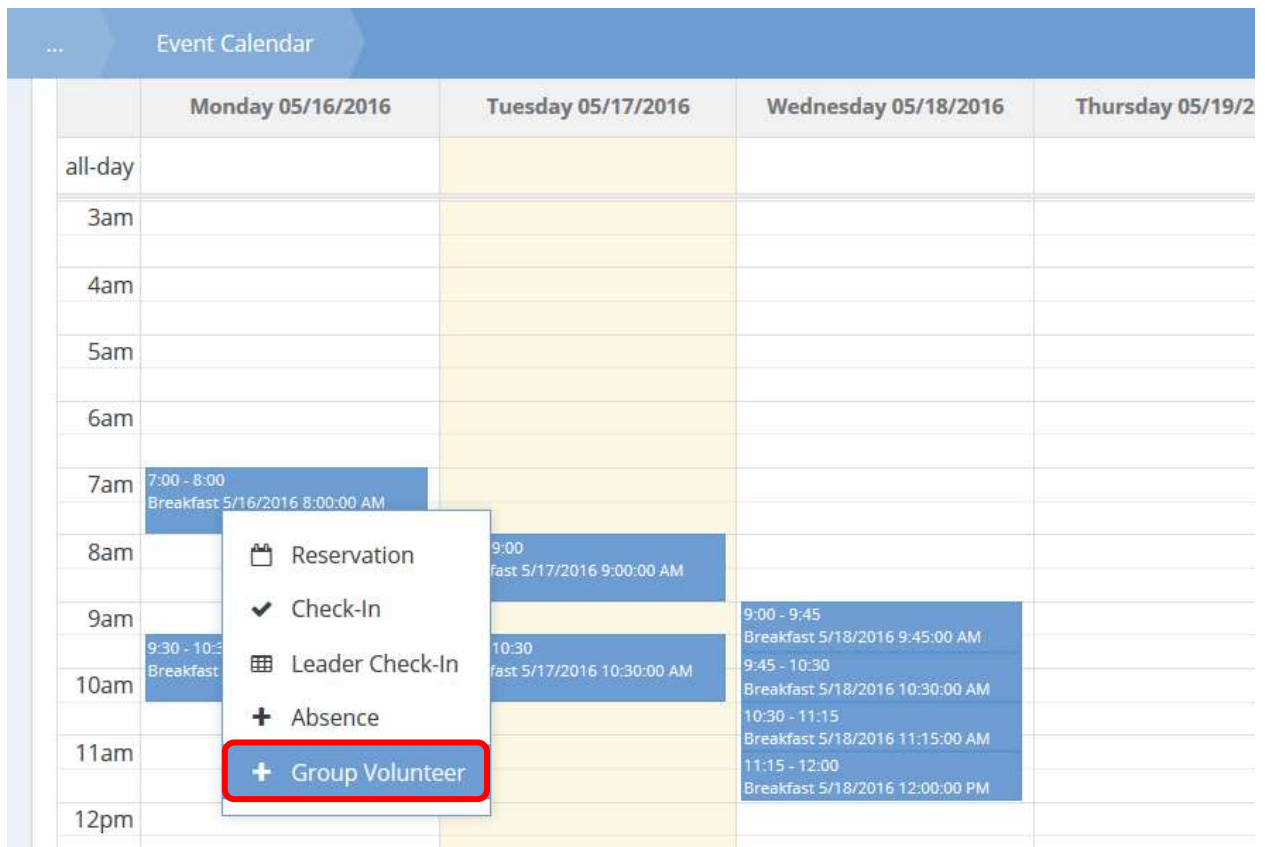 ... Event Calendar
Monday 05/16/2016 Tuesday 05/17/2016 Wednesday 05/18/2016 Thursday 05/19/2
all-day
3am
4am
5am
6am
7am
7:00 - 8:00
Breakfast 5/16/2016 8:00:00 AM
8am
9:00
fast 5/17/2016 9:00:00 AM
9am
9:30 - 10:3
Breakfast
10:30
fast 5/17/2016 10:30:00 AM
9:00 - 9:45
Breakfast 5/18/2016 9:45:00 AM
9:45 - 10:30
Breakfast 5/18/2016 10:30:00 AM
10:30 - 11:15
Breakfast 5/18/2016 11:15:00 AM
11:15 - 12:00
Breakfast 5/18/2016 12:00:00 PM
10am
11am
12pm
Reservation
Check-In
Leader Check-In
Absence
Group Volunteer